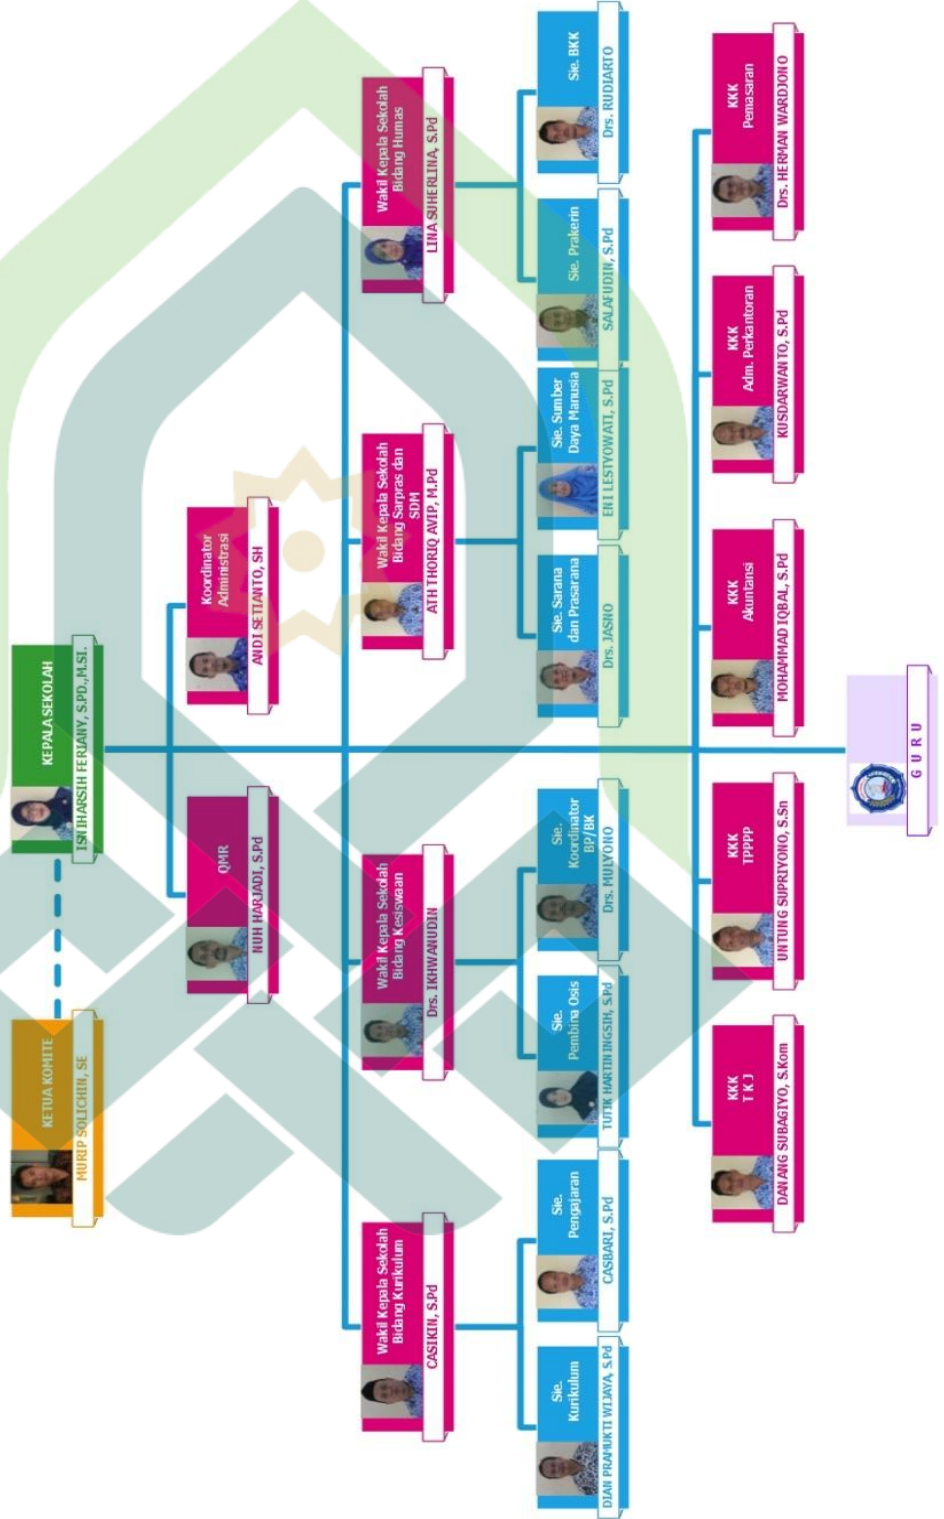 KETUA KOMITE
MURIP SOLICHIN, SE
KEPALA SEKOLAH
ISNIHARSIH FERIANY, S.PD.,M.SI.
QMR
NUH HARJADI, S.Pd
Koordinator
Administrasi
ANDI SETIANTO, SH
Wakil Kepala Sekolah
Bidang Kurikulum
CASIKIN, S.Pd
Wakil Kepala Sekolah
Bidang Kesiswaan
Drs. IKHWANUDIN
Wakil Kepala Sekolah
Bidang Sarpras dan
SDM
ATH THORIQ AVIP, M.Pd
Wakil Kepala Sekolah
Bidang Humas
LINA SUHERLINA, S.Pd
Sie.
Kurikulum
DIAN PRAMUKTI WIJAYA, S.Pd
Sie.
Pengajaran
CASBARI, S.Pd
Sie.
Pembina Osis
TUTIK HARTININGSIH, S.Pd
Sie.
Koordinator
BP/BK
Drs. MULYONO
Sie. Sarana
dan Prasarana
Drs. JASNO
Sie. Sumber
Daya Manusia
ENI LESTYOWATI, S.Pd
Sie. Prakerin
SALAFUDIN, S.Pd
Sie. BKK
Drs. RUDIARTO
KKK
T K J
DANANG SUBAGIYO, S.Kom
KKK
TPPPP
UNTUNG SUPRIYONO, S.Sn
KKK
Akuntansi
MOHAMMAD IQBAL, S.Pd
KKK
Adm. Perkantoran
KUSDARWANTO, S.Pd
KKK
Pemasaran
Drs. HERMAN WARDJONO
G U R U